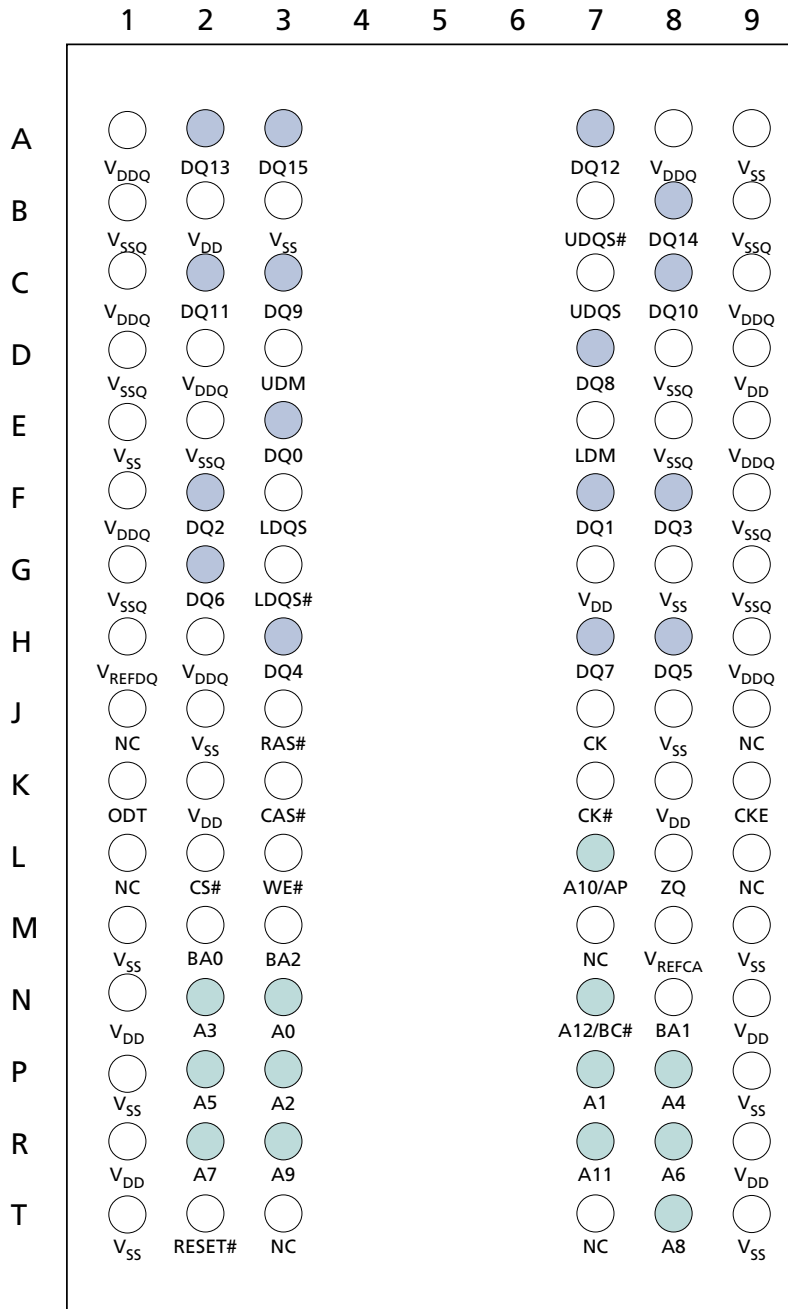 1 2 3 4 5 6 7 8 9
A
VDDQ DQ13 DQ15 DQ12 VDDQ VSS
B
VSSQ VDD VSS UDQS# DQ14 VSSQ
C
VDDQ DQ11 DQ9 UDQS DQ10 VDDQ
D
VSSQ VDDQ UDM DQ8 VSSQ VDD
E
VSS VSSQ DQ0 LDM VSSQ VDDQ
F
VDDQ DQ2 LDQS DQ1 DQ3 VSSQ
G
VSSQ DQ6 LDQS# VDD VSS VSSQ
H
VREFDQ VDDQ DQ4 DQ7 DQ5 VDDQ
J
NC VSS RAS# CK VSS NC
K
ODT VDD CAS# CK# VDD CKE
L
NC CS# WE# A10/AP ZQ NC
M
VSS BA0 BA2 NC VREFCA VSS
N
VDD A3 A0 A12/BC# BA1 VDD
P
VSS A5 A2 A1 A4 VSS
R
VDD A7 A9 A11 A6 VDD
T
VSS RESET# NC NC A8 VSS